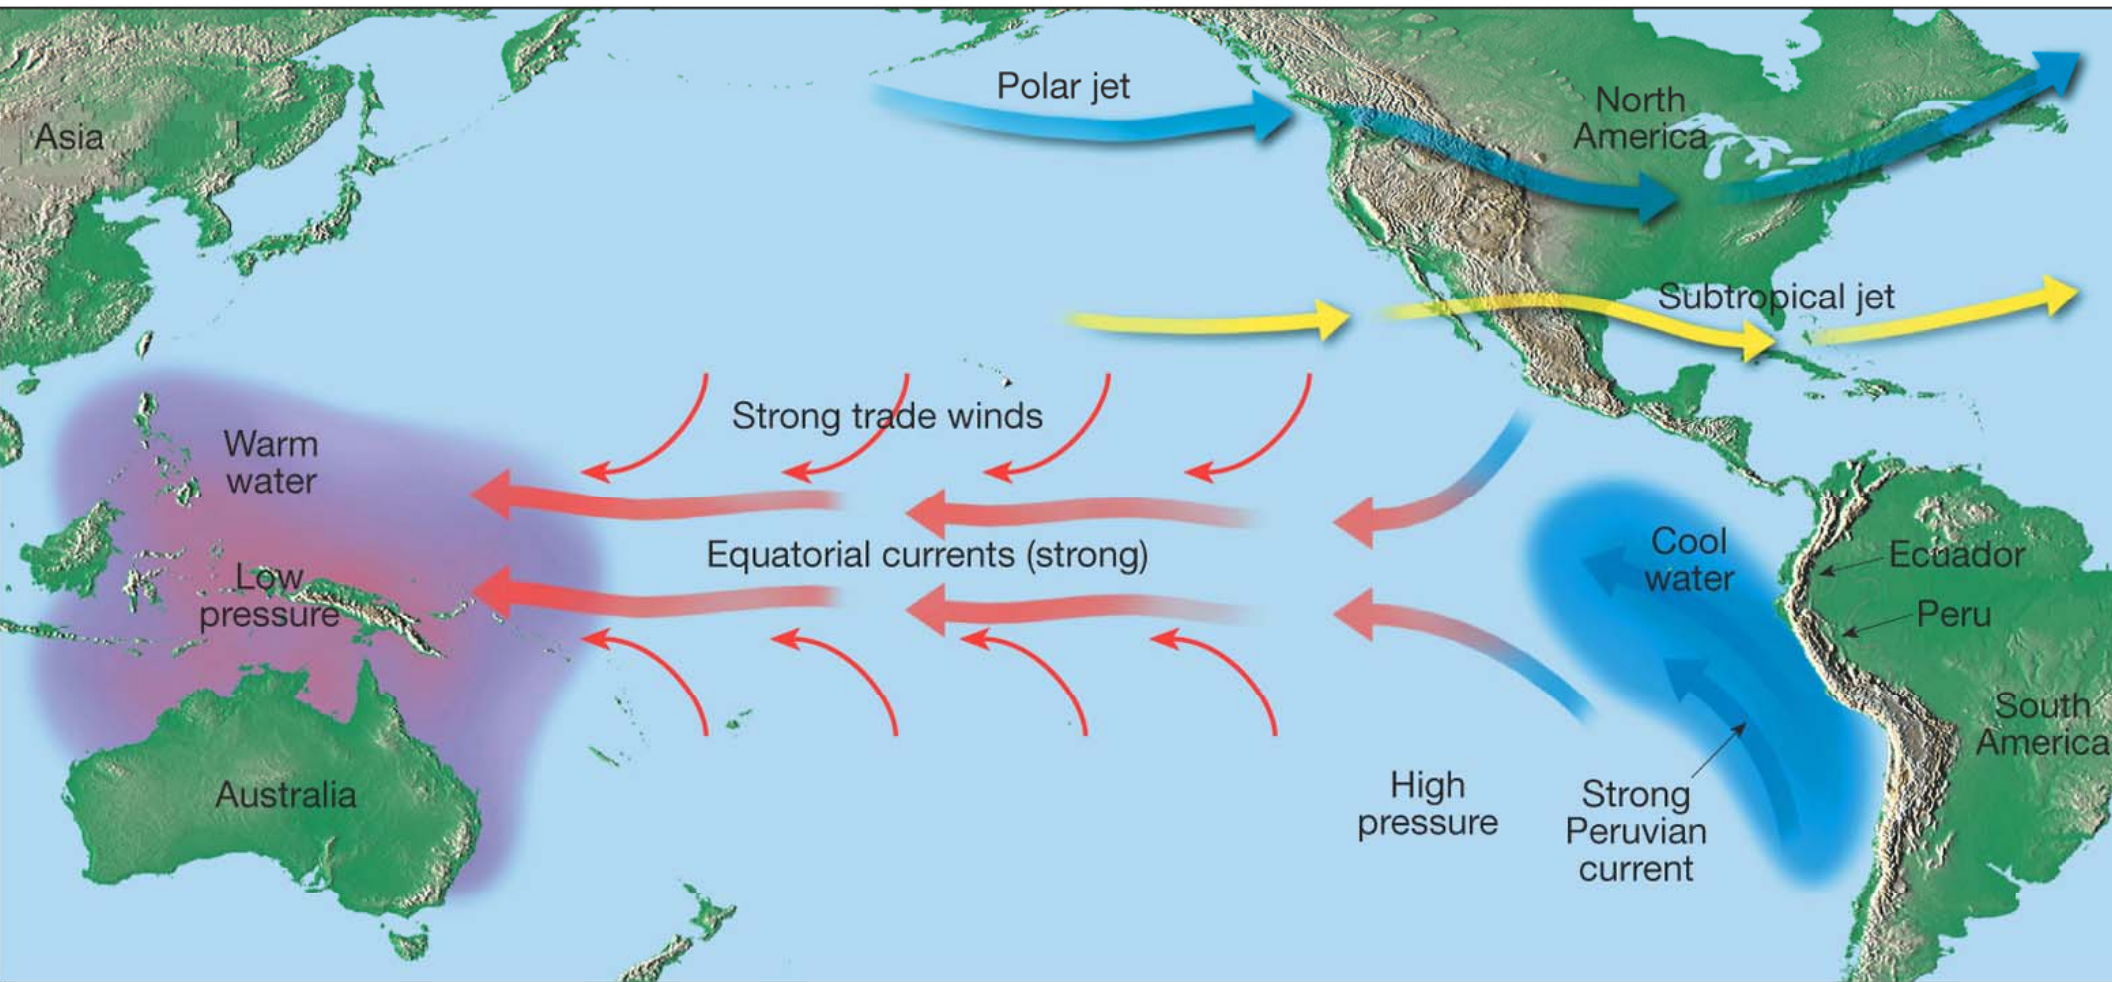 Polar jet
North
America
Asia
Subtropical jet
Strong trade winds
Warm
water
Equatorial currents (strong)
Cool
water
Ecuador
Low
pressure
Peru
South
America
Australia
High
pressure
Strong
Peruvian
current